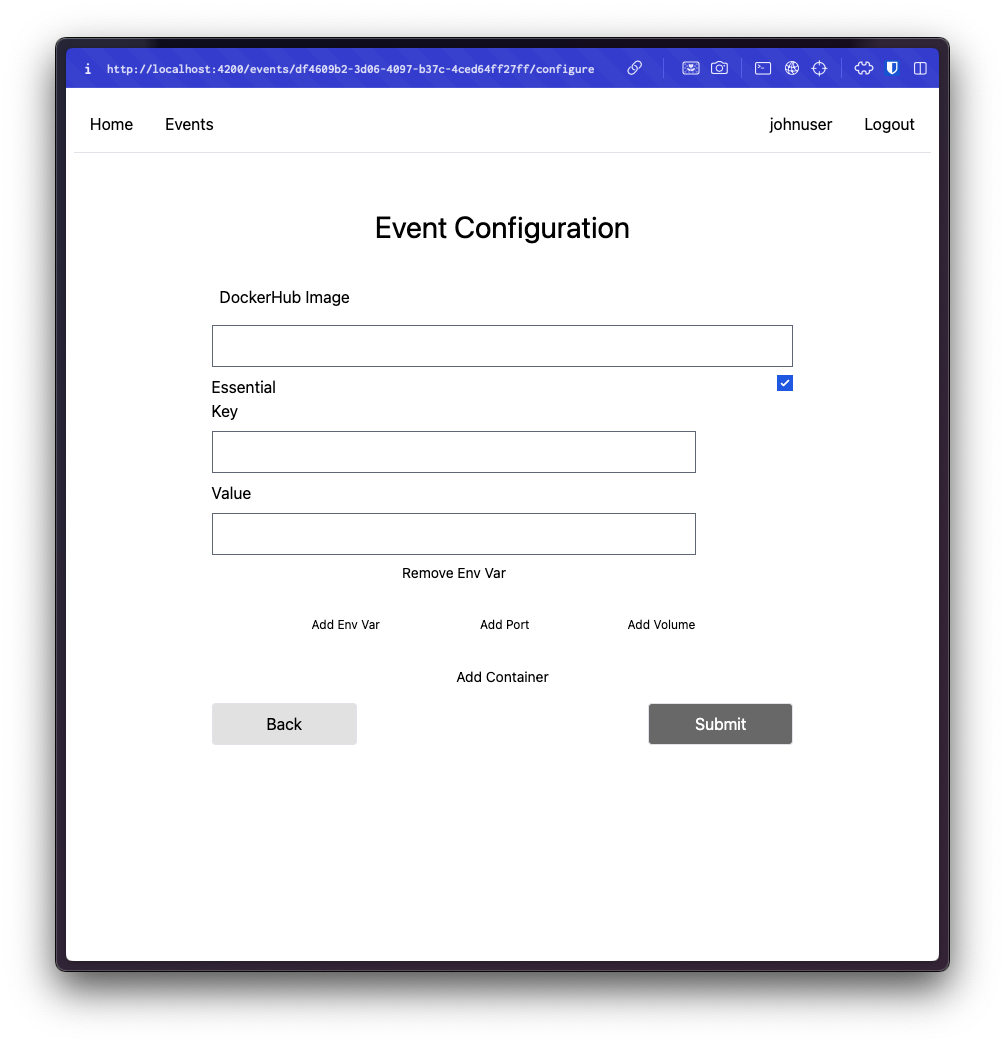 i http://localhost:4200/events/df4609b2-3d06-4097-b37c-4ced64ff27ff/configure
Home Events johnuser Logout
Event Configuration
DockerHub Image
Essential
Key
Value
Remove Env Var
Add Env Var Add Port Add Volume
Add Container
Back Submit